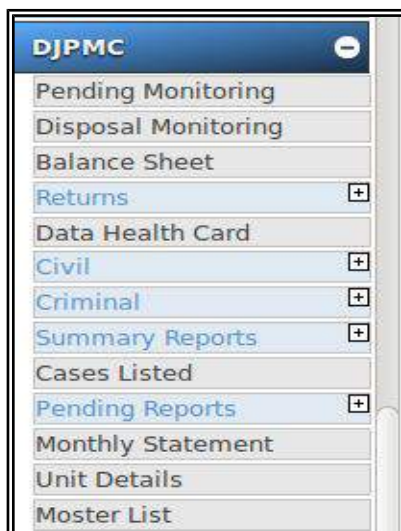 DJPMC
Pending Monitoring
Disposal Monitoring
Balance Sheet
Returns
Data Health Card
Civil
Criminal
Summary Reports
Cases Listed
Pending Reports
Monthly Statement
Unit Details
Moster List